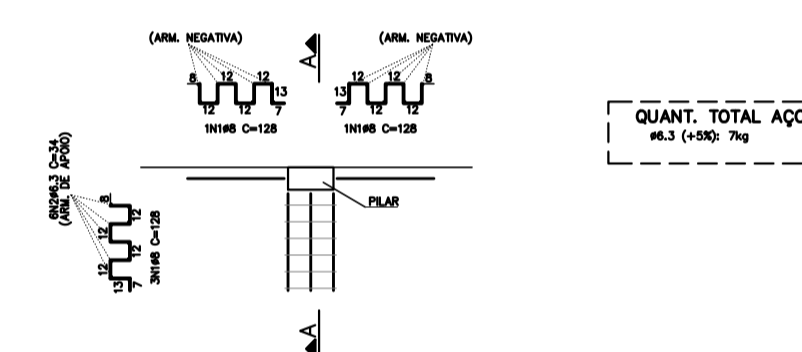 (ARM. NEGATIVA)
(ARM. NEGATIVA)
A
8
12
12
13
12
12
7
1N1ø8 C=128
12
12
8
13
7
12
12
1N1ø8 C=128
QUANT. TOTAL AÇO
ø6.3 (+5%): 7kg
6N2ø6.3 C=34
(ARM. DE APOIO)
8
12
12
12
12
13
7
3N1ø8 C=128
PILAR
A